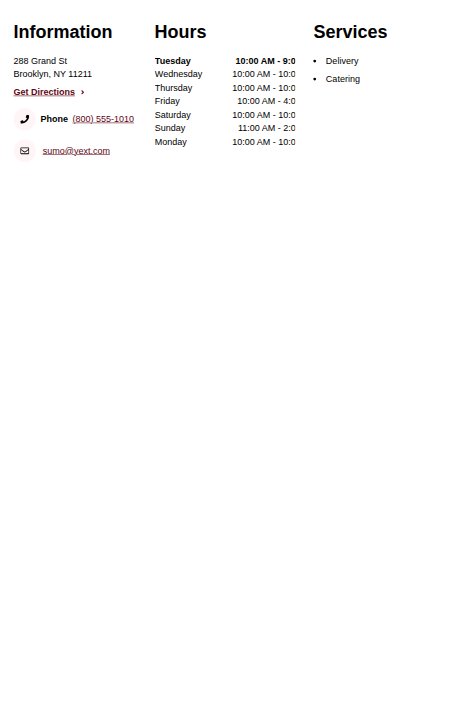 Information
288 Grand St
Brooklyn, NY 11211
Get Directions
Phone (800) 555-1010
sumo@yext.com
Hours
Tuesday 10:00 AM - 9:0
Wednesday 10:00 AM - 10:0
Thursday 10:00 AM - 10:0
Friday 10:00 AM - 4:0
Saturday 10:00 AM - 10:0
Sunday 11:00 AM - 2:0
Monday 10:00 AM - 10:0
Services
• Delivery
• Catering